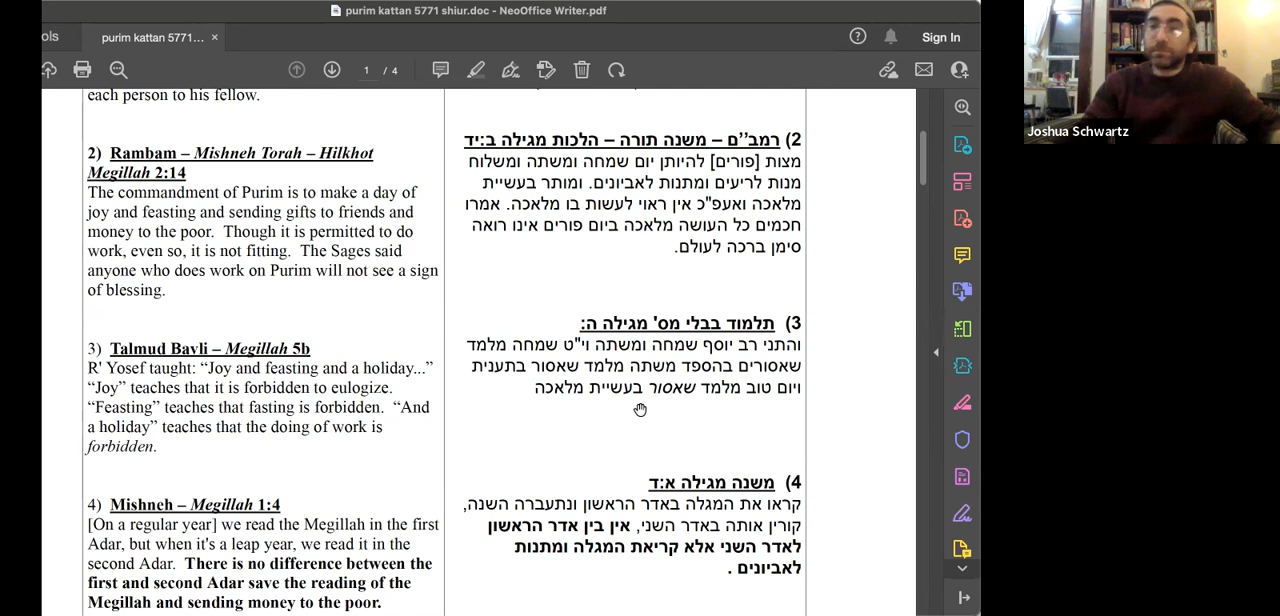 purim kattan 5771 shiur.doc - NeoOffice Writer.pdf
ols
purim kattan 5771...
Sign In
1 / 4
Joshua Schwartz
each person to his fellow.
2) Rambam – Mishneh Torah – Hilkhot
Megillah 2:14
The commandment of Purim is to make a day of
joy and feasting and sending gifts to friends and
money to the poor. Though it is permitted to do
work, even so, it is not fitting. The Sages said
anyone who does work on Purim will not see a sign
of blessing.
3) Talmud Bavli – Megillah 5b
R' Yosef taught: “Joy and feasting and a holiday...”
“Joy” teaches that it is forbidden to eulogize.
“Feasting” teaches that fasting is forbidden. “And
a holiday” teaches that the doing of work is
forbidden.
4) Mishneh – Megillah 1:4
[On a regular year] we read the Megillah in the first
Adar, but when it's a leap year, we read it in the
second Adar. There is no difference between the
first and second Adar save the reading of the
Megillah and sending money to the poor.
2) רמב’’ם – משנה תורה – הלכות מגילה ב:יד
מצות [פורים] להיותן יום שמחה ומשתה ומשלוח
מנות לריעים ומתנות לאביונים. ומותר בעשיית
מלאכה ואעפ"כ אין ראוי לעשות בו מלאכה. אמרו
חכמים כל העושה מלאכה ביום פורים אינו רואה
סימן ברכה לעולם.
3) תלמוד בבלי מס' מגילה ה:
והתני רב יוסף שמחה ומשתה וי"ט שמחה מלמד
שאסורים בהספד משתה מלמד שאסור בתענית
ויום טוב מלמד שאסור בעשיית מלאכה
4) משנה מגילה א:ד
קראו את המגלה באדר הראשון ונתעברה השנה,
קורין אותה באדר השני, אין בין אדר הראשון
לאדר השני אלא קריאת המגלה ומתנות
לאביונים .